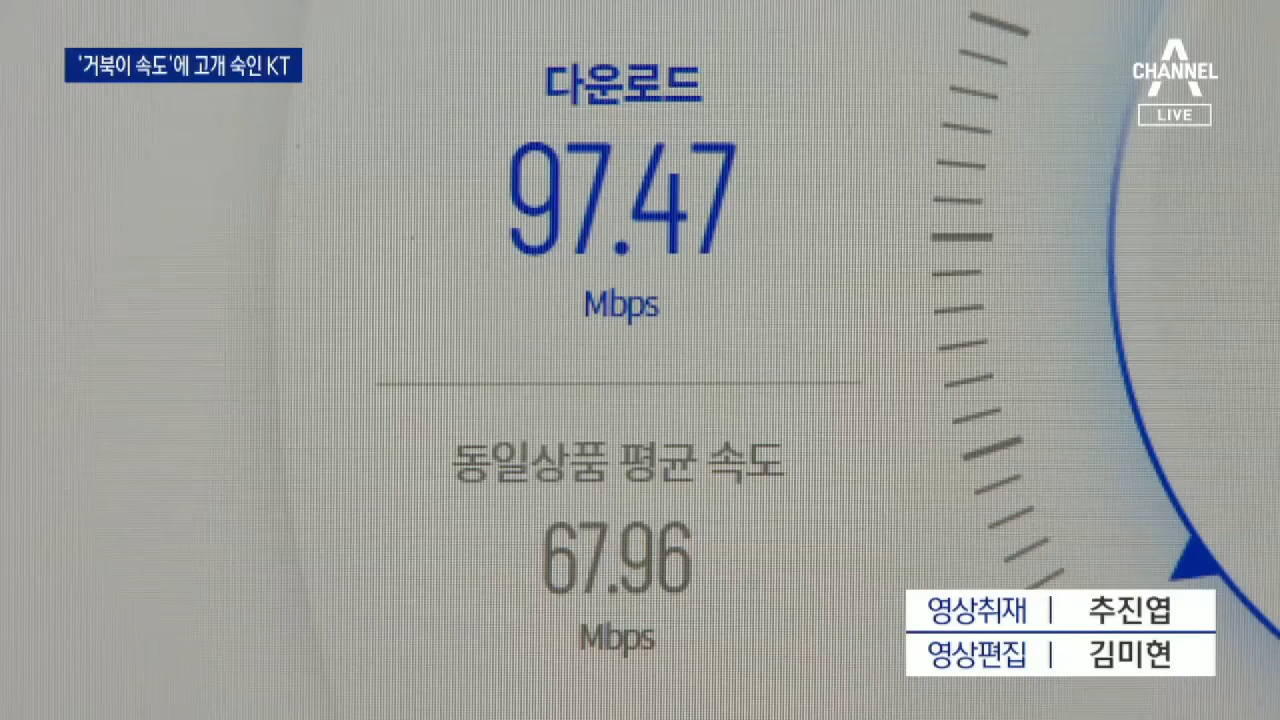 '거북이 속도'에 고개 숙인 KT
CHANNEL A
LIVE
다운로드
97.47
Mbps
동일상품 평균 속도
67.96
Mbps
영상취재 | 추진엽
영상편집 | 김미현